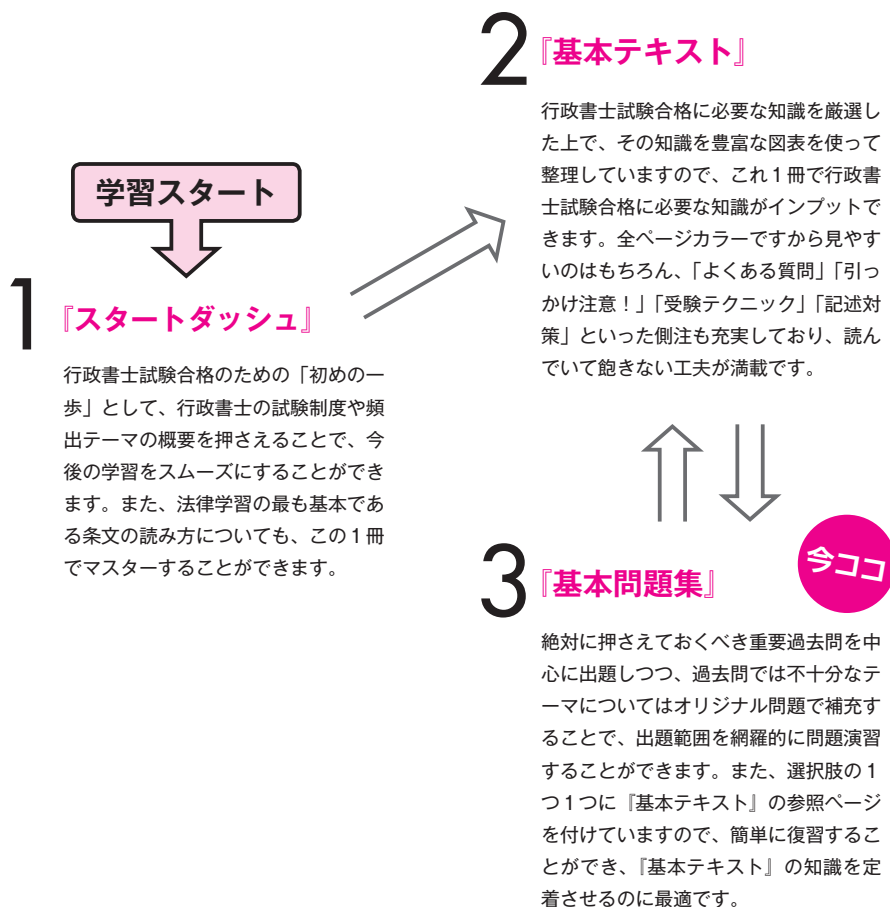 学習スタート
1
『スタートダッシュ』
行政書士試験合格のための「初めの一
歩」として、行政書士の試験制度や頻
出テーマの概要を押さえることで、今
後の学習をスムーズにすることができ
ます。また、法律学習の最も基本であ
る条文の読み方についても、この1冊
でマスターすることができます。
2
『基本テキスト』
行政書士試験合格に必要な知識を厳選し
た上で、その知識を豊富な図表を使って
整理していますので、これ1冊で行政書
士試験合格に必要な知識がインプットで
きます。全ページカラーですから見やす
いのはもちろん、「よくある質問」「引っ
かけ注意!」「受験テクニック」「記述対
策」といった側注も充実しており、読ん
でいて飽きない工夫が満載です。
3
『基本問題集』
今ココ
絶対に押さえておくべき重要過去問を中
心に出題しつつ、過去問では不十分なテ
ーマについてはオリジナル問題で補充す
ることで、出題範囲を網羅的に問題演習
することができます。また、選択肢の1
つ1つに『基本テキスト』の参照ページ
を付けていますので、簡単に復習するこ
とができ、『基本テキスト』の知識を定
着させるのに最適です。